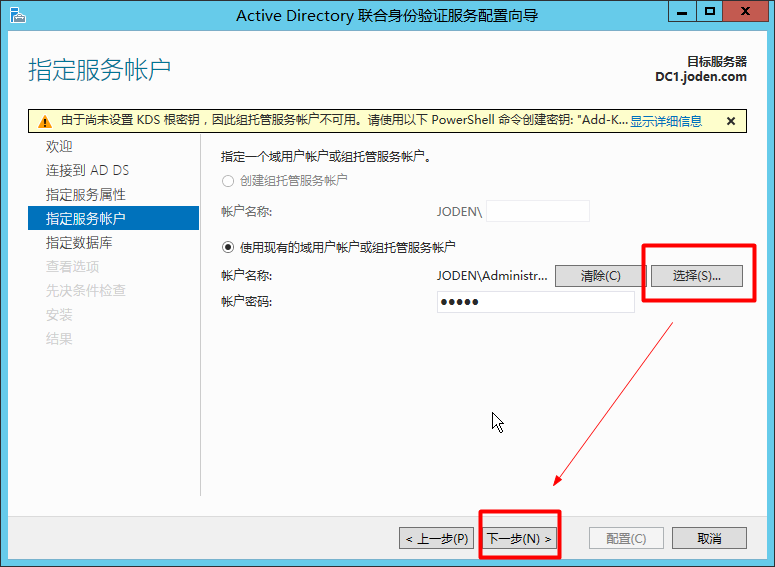 Active Directory 联合身份验证服务配置向导
指定服务帐户
目标服务器
DC1.joden.com
由于尚未设置 KDS 根密钥，因此组托管服务帐户不可用。请使用以下 PowerShell 命令创建密钥: "Add-K... 显示详细信息
欢迎
连接到 AD DS
指定服务属性
指定服务帐户
指定数据库
查看选项
先决条件检查
安装
结果
指定一个域用户帐户或组托管服务帐户。
创建组托管服务帐户
帐户名称: JODEN\
使用现有的域用户帐户或组托管服务帐户
帐户名称: JODEN\Administr... 清除(C) 选择(S)...
帐户密码: ●●●●●
< 上一步(P) 下一步(N) > 配置(C) 取消